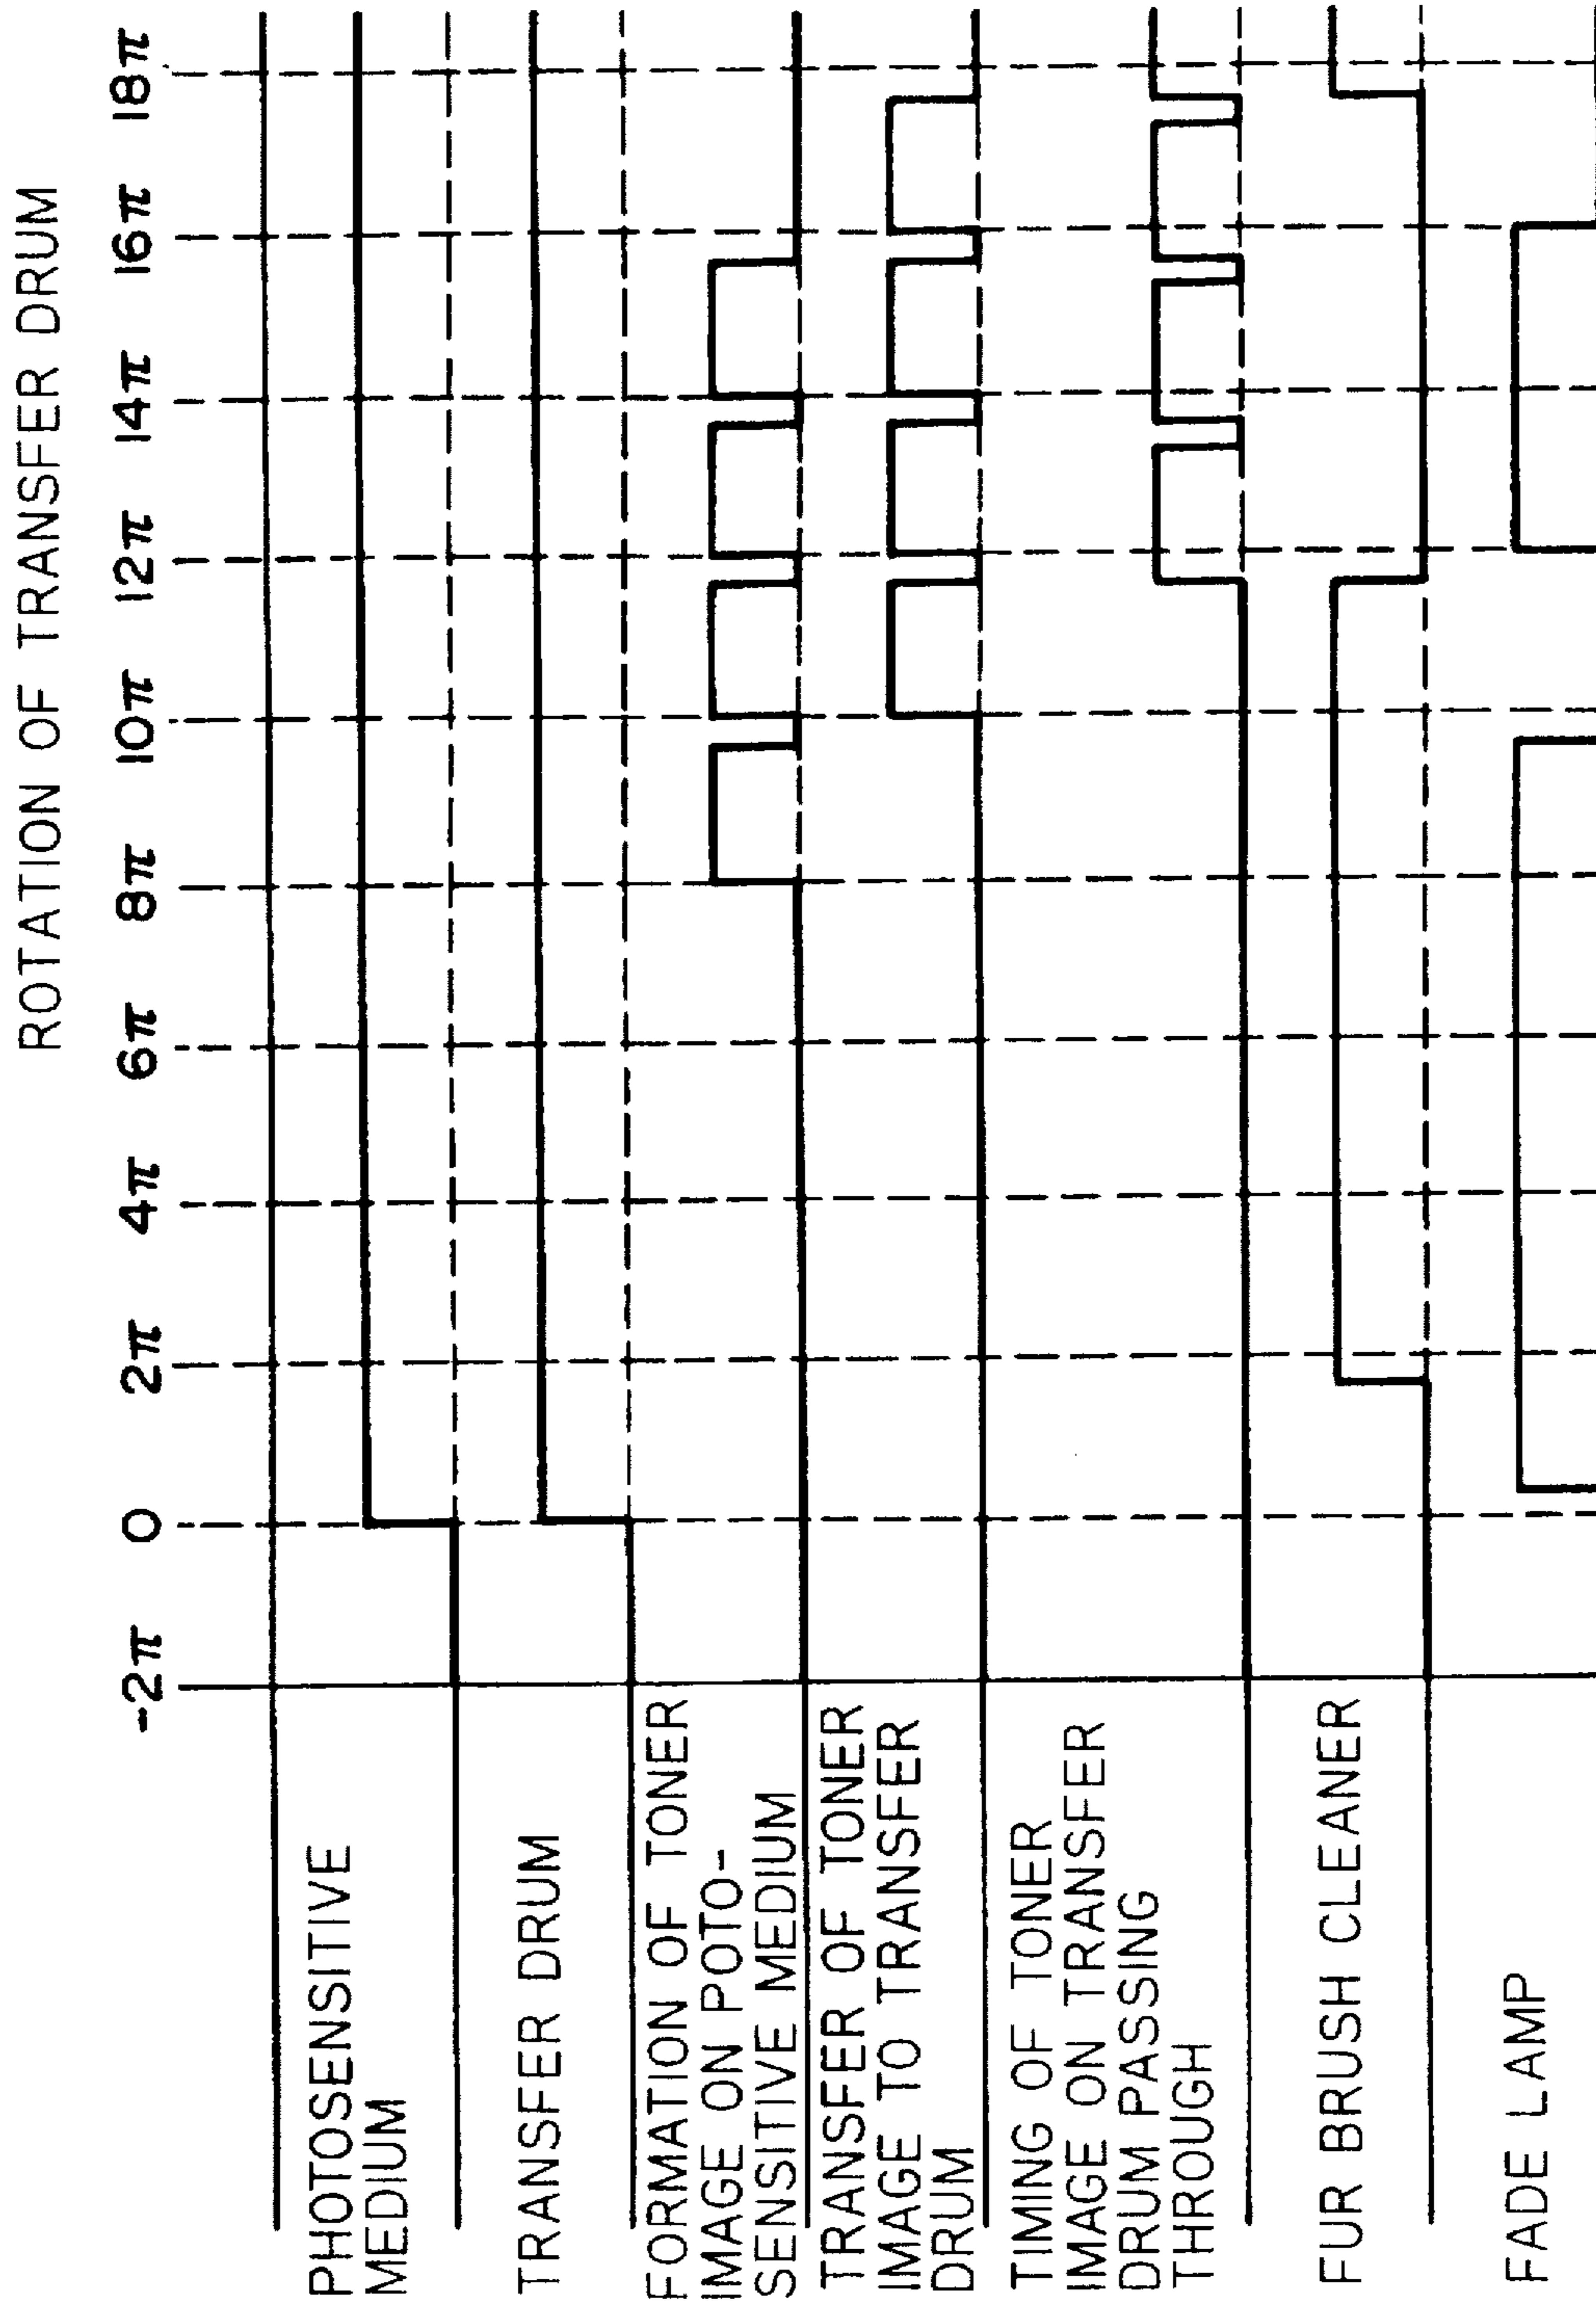 ROTATION OF TRANSFER DRUM
-2π 0 2π 4π 6π 8π 10π 12π 14π 16π 18π
PHOTOSENSITIVE
MEDIUM
TRANSFER DRUM
FORMATION OF TONER
IMAGE ON POTO-
SENSITIVE MEDIUM
TRANSFER OF TONER
IMAGE TO TRANSFER
DRUM
TIMING OF TONER
IMAGE ON TRANSFER
DRUM PASSING
THROUGH
FUR BRUSH CLEANER
FADE LAMP